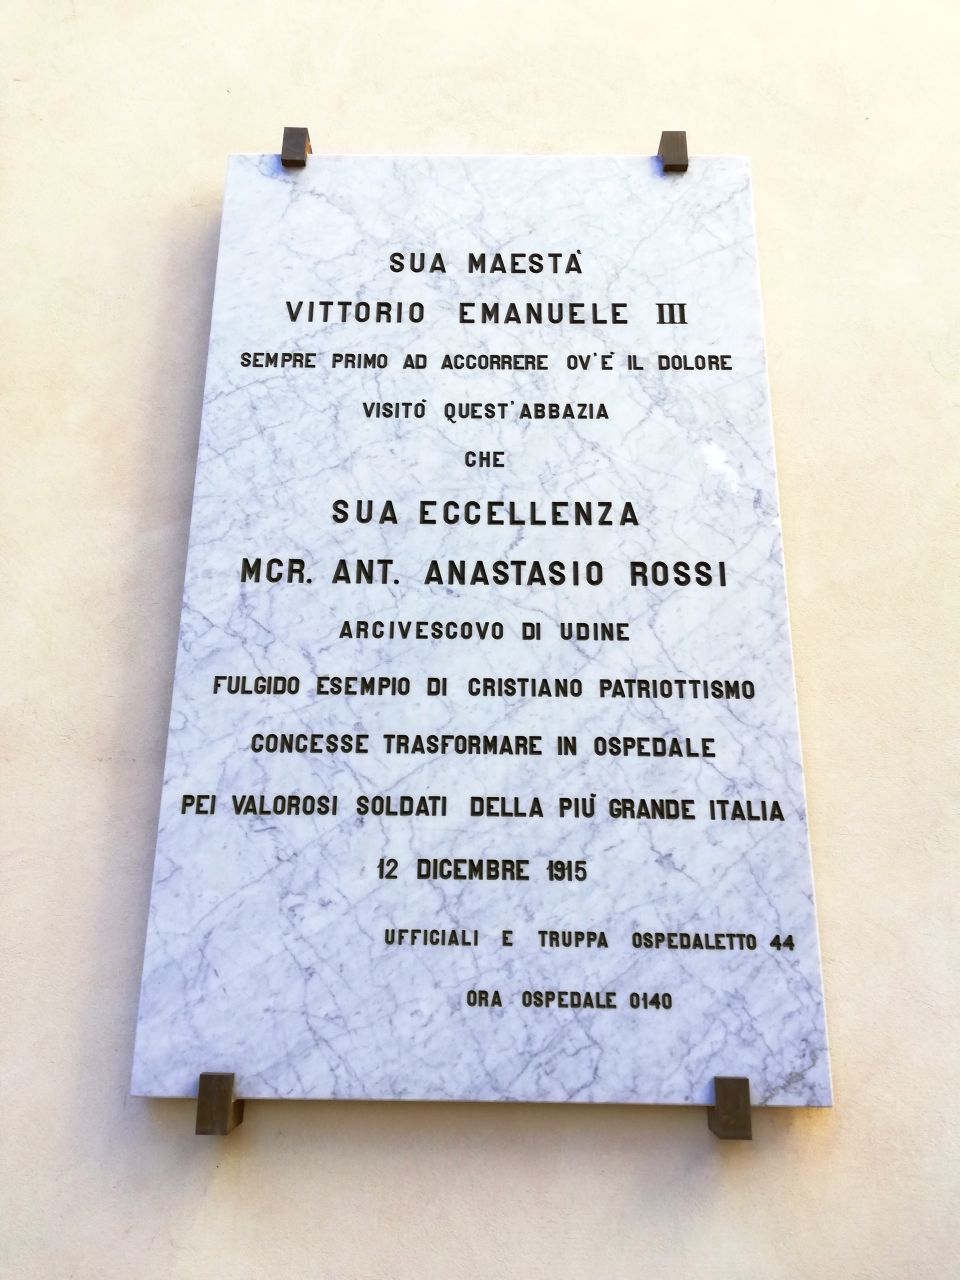 SUA MAESTÀ
VITTORIO EMANUELE III
SEMPRE PRIMO AD ACCORRERE OV'È IL DOLORE
VISITÒ QUEST'ABBAZIA
CHE
SUA ECCELLENZA
MCR. ANT. ANASTASIO ROSSI
ARCIVESCOVO DI UDINE
FULGIDO ESEMPIO DI CRISTIANO PATRIOTTISMO
CONCESSE TRASFORMARE IN OSPEDALE
PEI VALOROSI SOLDATI DELLA PIÙ GRANDE ITALIA
12 DICEMBRE 1915
UFFICIALI E TRUPPA OSPEDALETTO 44
ORA OSPEDALE 0140